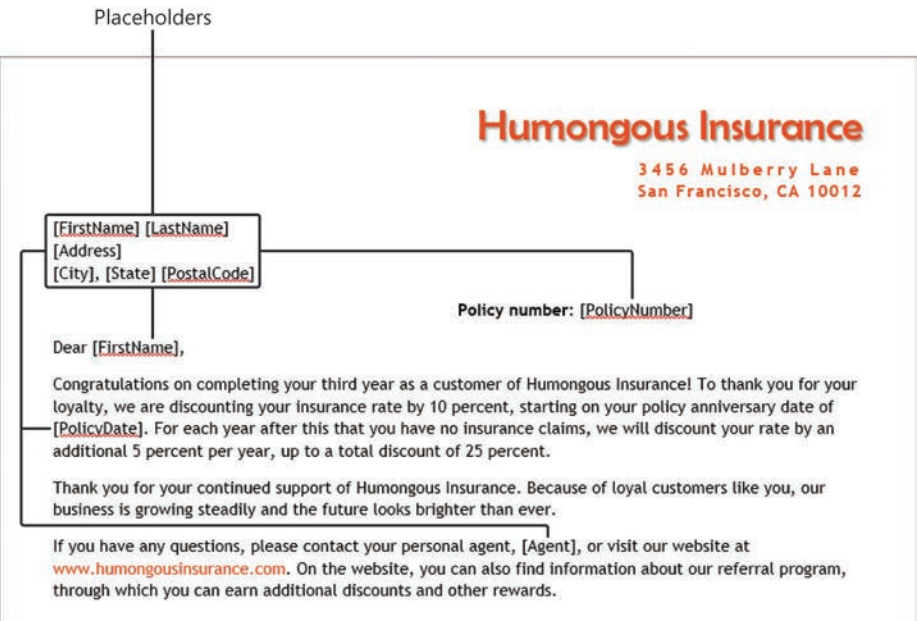 Placeholders
Humongous Insurance
3456 Mulberry Lane
San Francisco, CA 10012
[FirstName] [LastName]
[Address]
[City], [State] [PostalCode]
Policy number: [PolicyNumber]
Dear [FirstName],
Congratulations on completing your third year as a customer of Humongous Insurance! To thank you for your
loyalty, we are discounting your insurance rate by 10 percent, starting on your policy anniversary date of
[PolicyDate]. For each year after this that you have no insurance claims, we will discount your rate by an
additional 5 percent per year, up to a total discount of 25 percent.
Thank you for your continued support of Humongous Insurance. Because of loyal customers like you, our
business is growing steadily and the future looks brighter than ever.
If you have any questions, please contact your personal agent, [Agent], or visit our website at
www.humongousinsurance.com. On the website, you can also find information about our referral program,
through which you can earn additional discounts and other rewards.